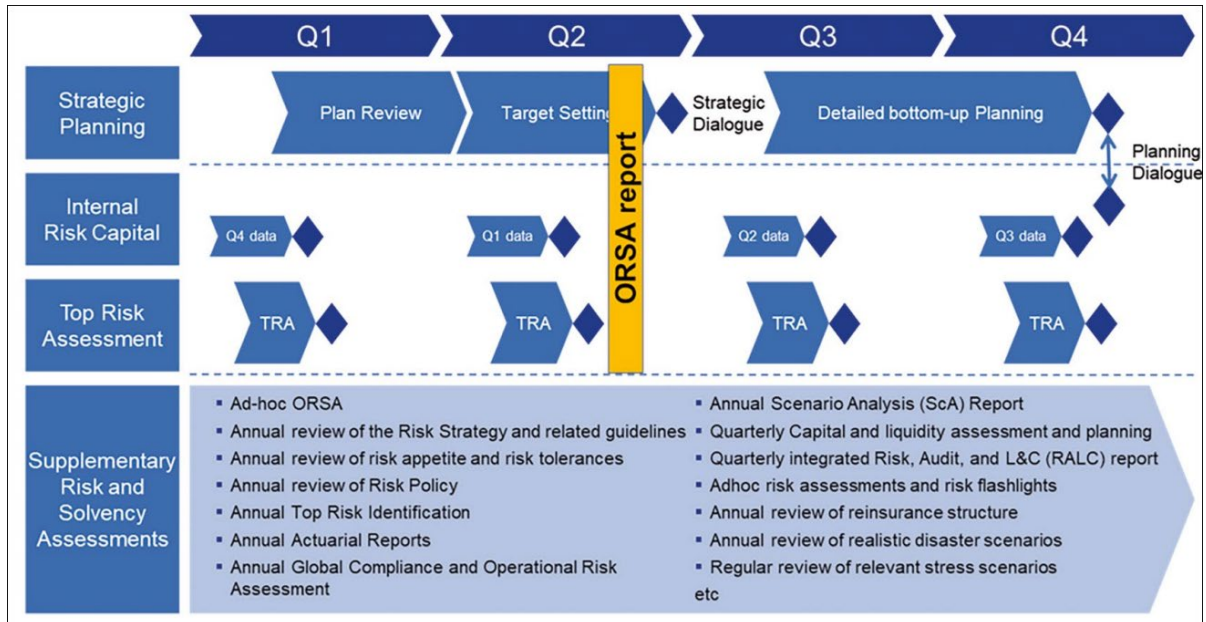 Q1
Q2
Q3
Q4
Strategic
Planning
Plan Review
Target Setting
Strategic
Dialogue
Detailed bottom-up Planning
Planning
Dialogue
ORSA report
Internal
Risk Capital
Q4 data
Q1 data
Q2 data
Q3 data
Top Risk
Assessment
TRA
TRA
TRA
TRA
Supplementary
Risk and
Solvency
Assessments
▪ Ad-hoc ORSA
▪ Annual review of the Risk Strategy and related guidelines
▪ Annual review of risk appetite and risk tolerances
▪ Annual review of Risk Policy
▪ Annual Top Risk Identification
▪ Annual Actuarial Reports
▪ Annual Global Compliance and Operational Risk
Assessment
▪ Annual Scenario Analysis (ScA) Report
▪ Quarterly Capital and liquidity assessment and planning
▪ Quarterly integrated Risk, Audit, and L&C (RALC) report
▪ Adhoc risk assessments and risk flashlights
▪ Annual review of reinsurance structure
▪ Annual review of realistic disaster scenarios
▪ Regular review of relevant stress scenarios
etc